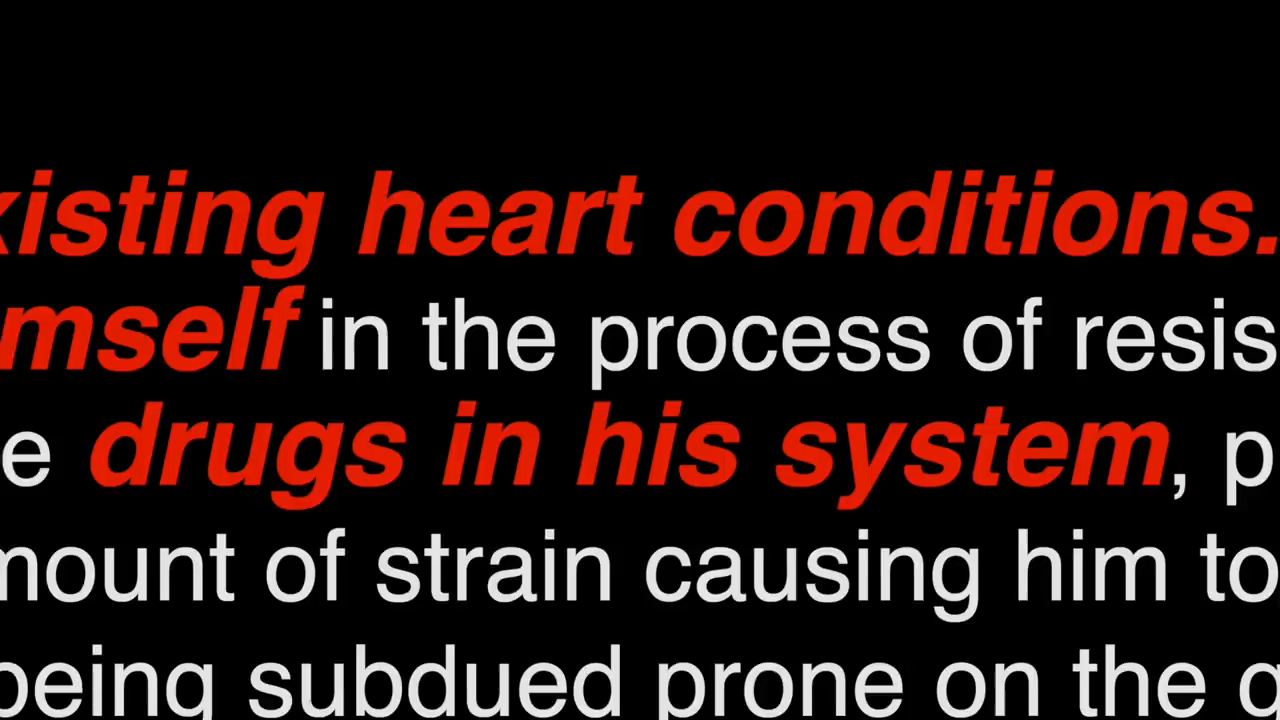 xisting heart conditions.
mself in the process of resis
e drugs in his system, p
mount of strain causing him to
being subdued prone on the g